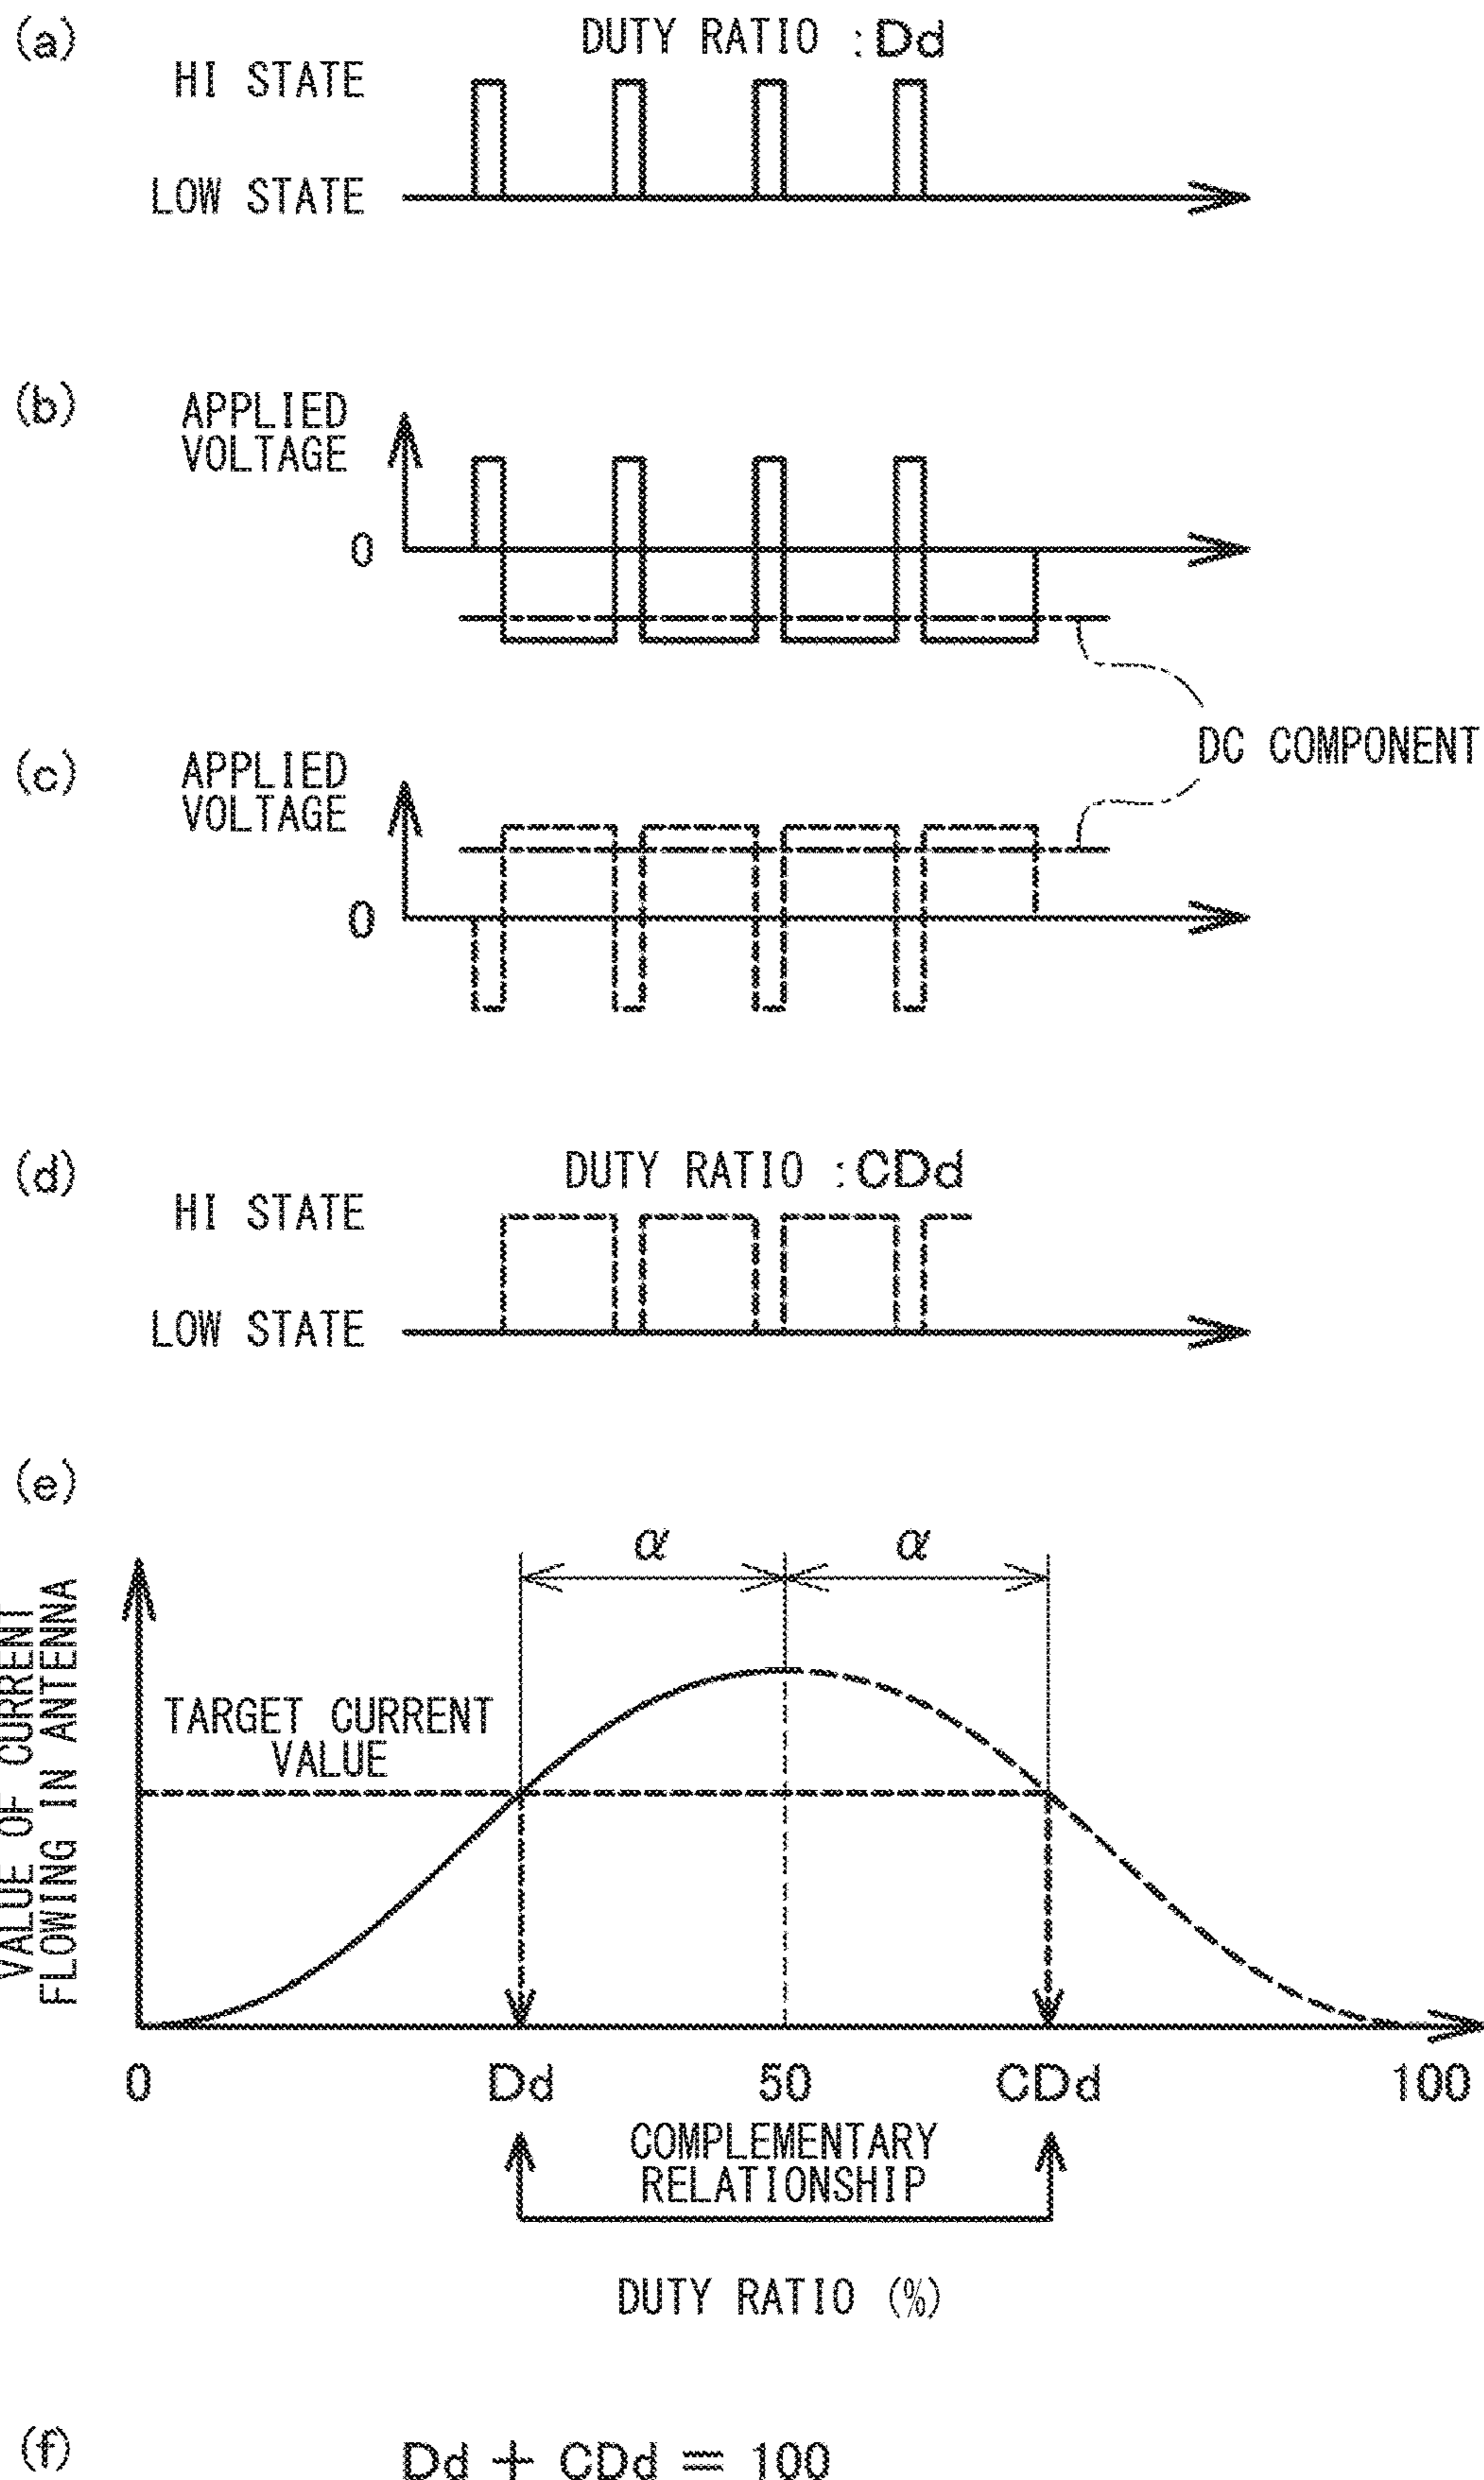 (a)
DUTY RATIO : Dd
HI STATE
LOW STATE
(b)
APPLIED
VOLTAGE
0
DC COMPONENT
(c)
APPLIED
VOLTAGE
0
(d)
DUTY RATIO : CDd
HI STATE
LOW STATE
(e)
α
α
VALUE OF CURRENT
FLOWING IN ANTENNA
TARGET CURRENT
VALUE
0
Dd
50
CDd
100
COMPLEMENTARY
RELATIONSHIP
DUTY RATIO (%)
(f)
Dd + CDd = 100